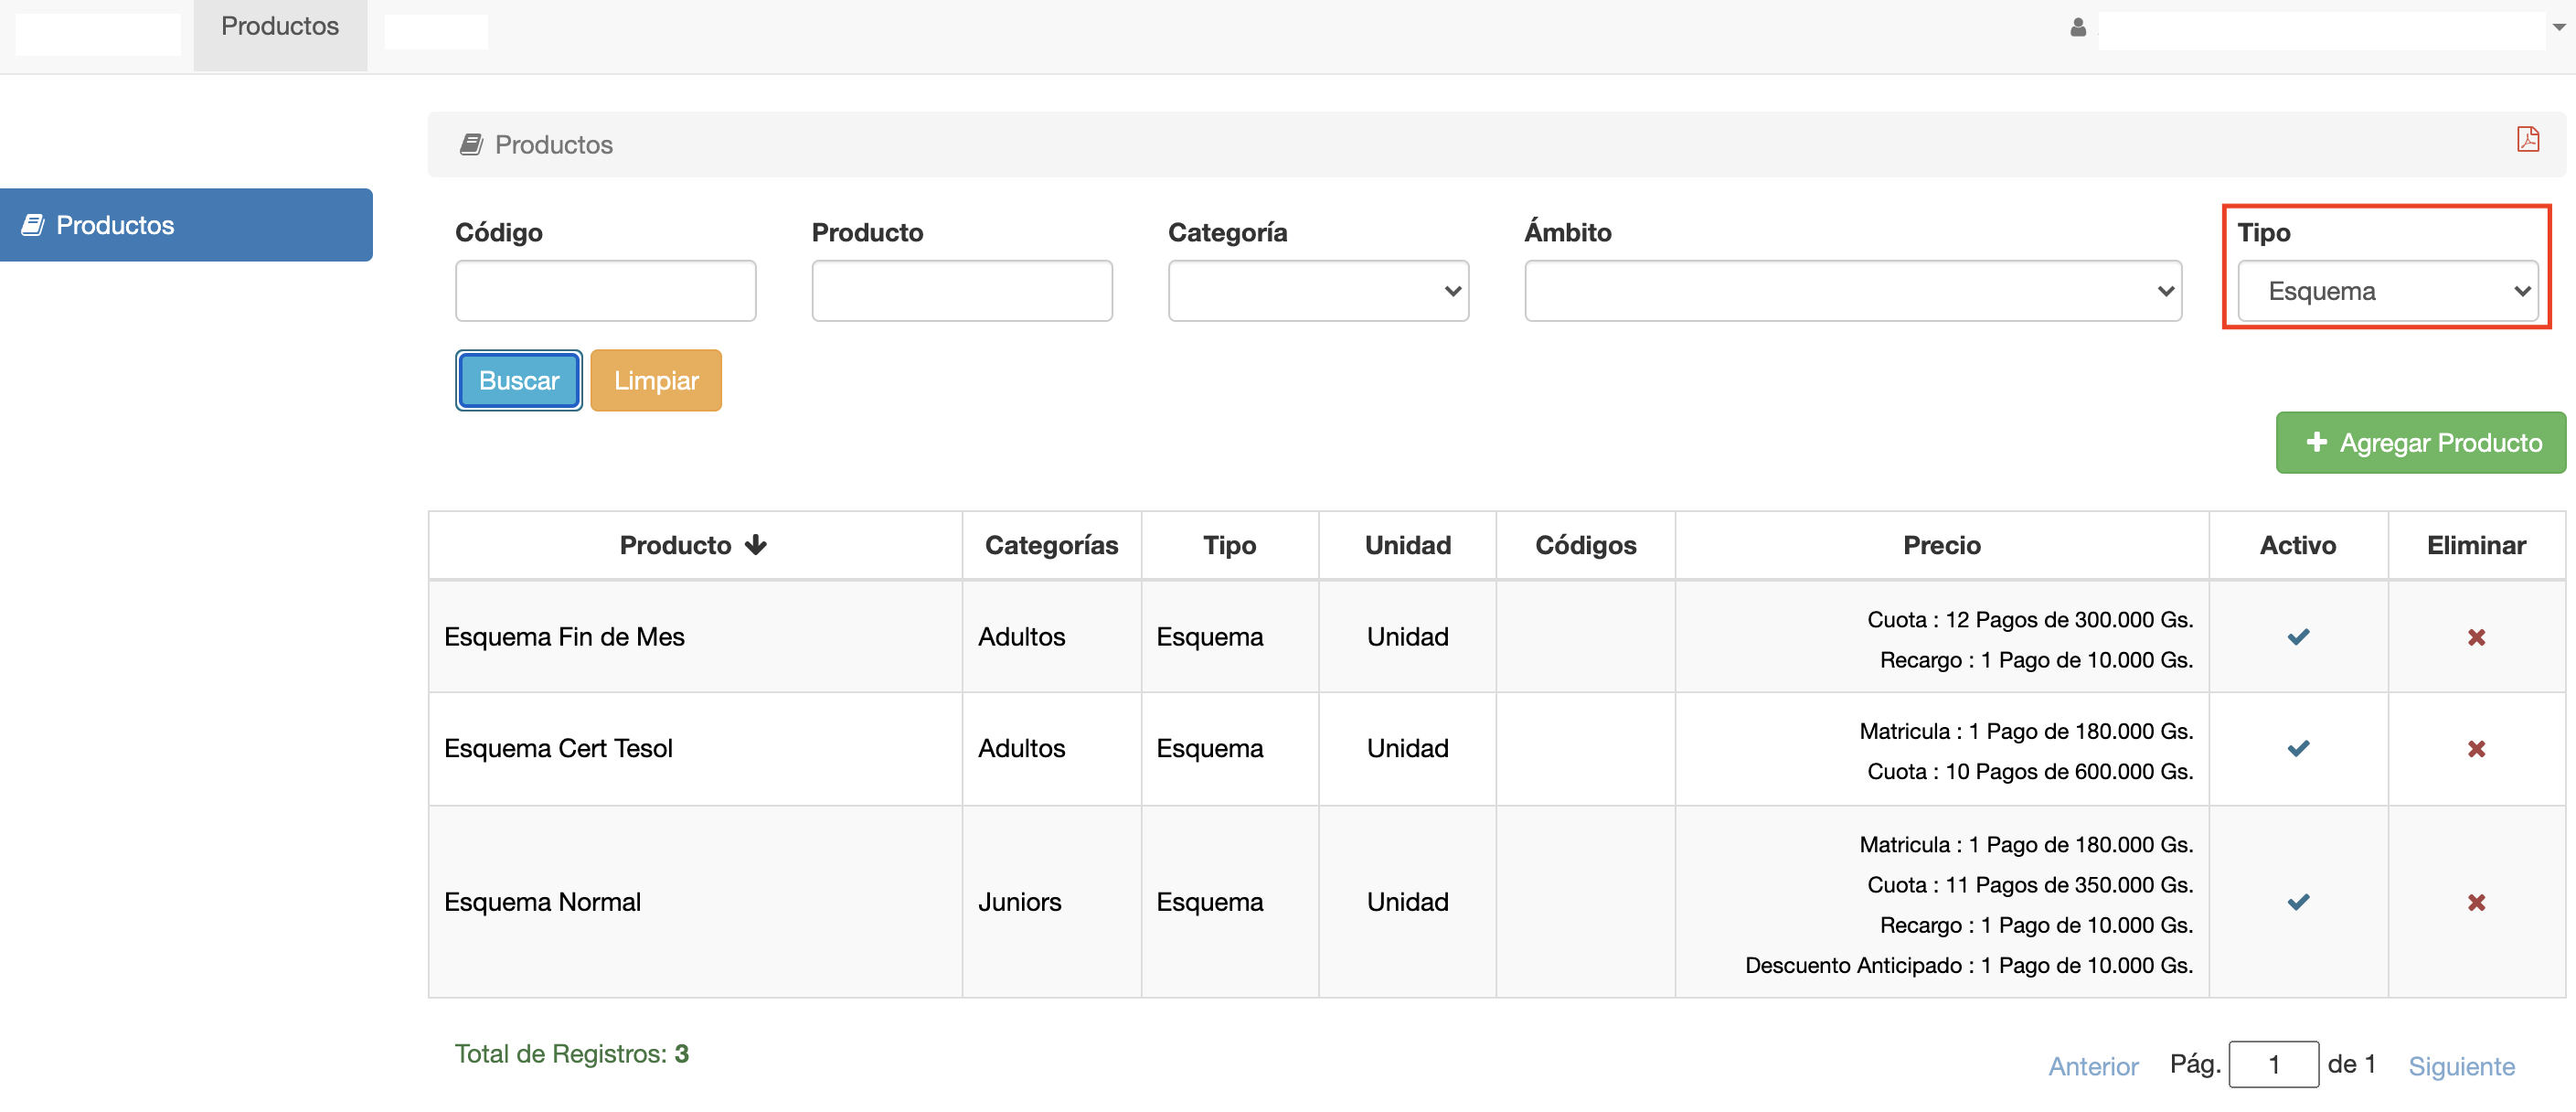 Productos
Productos
Productos
Código
Producto
Categoría
Ámbito
Tipo
Esquema
Buscar
Limpiar
Agregar Producto
Producto
Categorías
Tipo
Unidad
Códigos
Precio
Activo
Eliminar
Esquema Fin de Mes
Adultos
Esquema
Unidad
Cuota : 12 Pagos de 300.000 Gs.
Recargo : 1 Pago de 10.000 Gs.
Esquema Cert Tesol
Adultos
Esquema
Unidad
Matricula : 1 Pago de 180.000 Gs.
Cuota : 10 Pagos de 600.000 Gs.
Esquema Normal
Juniors
Esquema
Unidad
Matricula : 1 Pago de 180.000 Gs.
Cuota : 11 Pagos de 350.000 Gs.
Recargo : 1 Pago de 10.000 Gs.
Descuento Anticipado : 1 Pago de 10.000 Gs.
Total de Registros: 3
Anterior Pág. 1 de 1 Siguiente